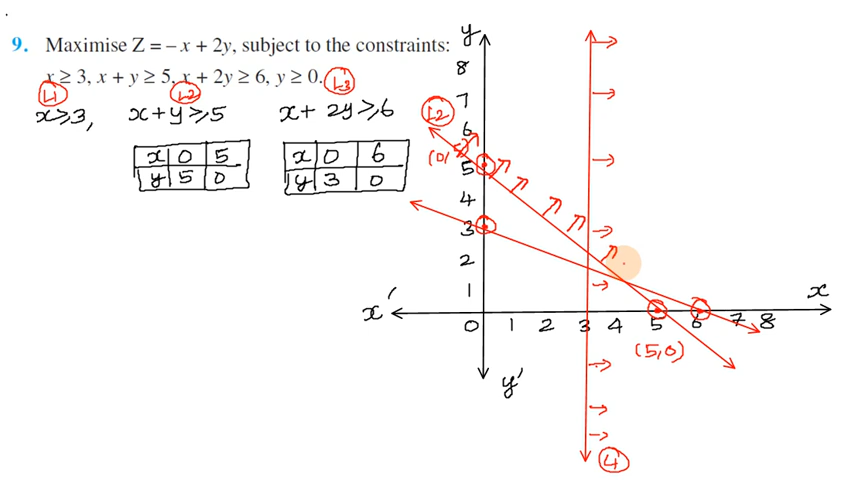 9. Maximise Z = – x + 2y, subject to the constraints:
x ≥ 3, x + y ≥ 5, x + 2y ≥ 6, y ≥ 0.
L1 L2 L3
x≥3, x+y≥5 x+ 2y≥6
x 0 5
y 5 0
x 0 6
y 3 0
y
8
7
L2
6
(0,5)
5
4
3
2
1
x' x
0 1 2 3 4 5 6 7 8
(5,0)
y'
L1